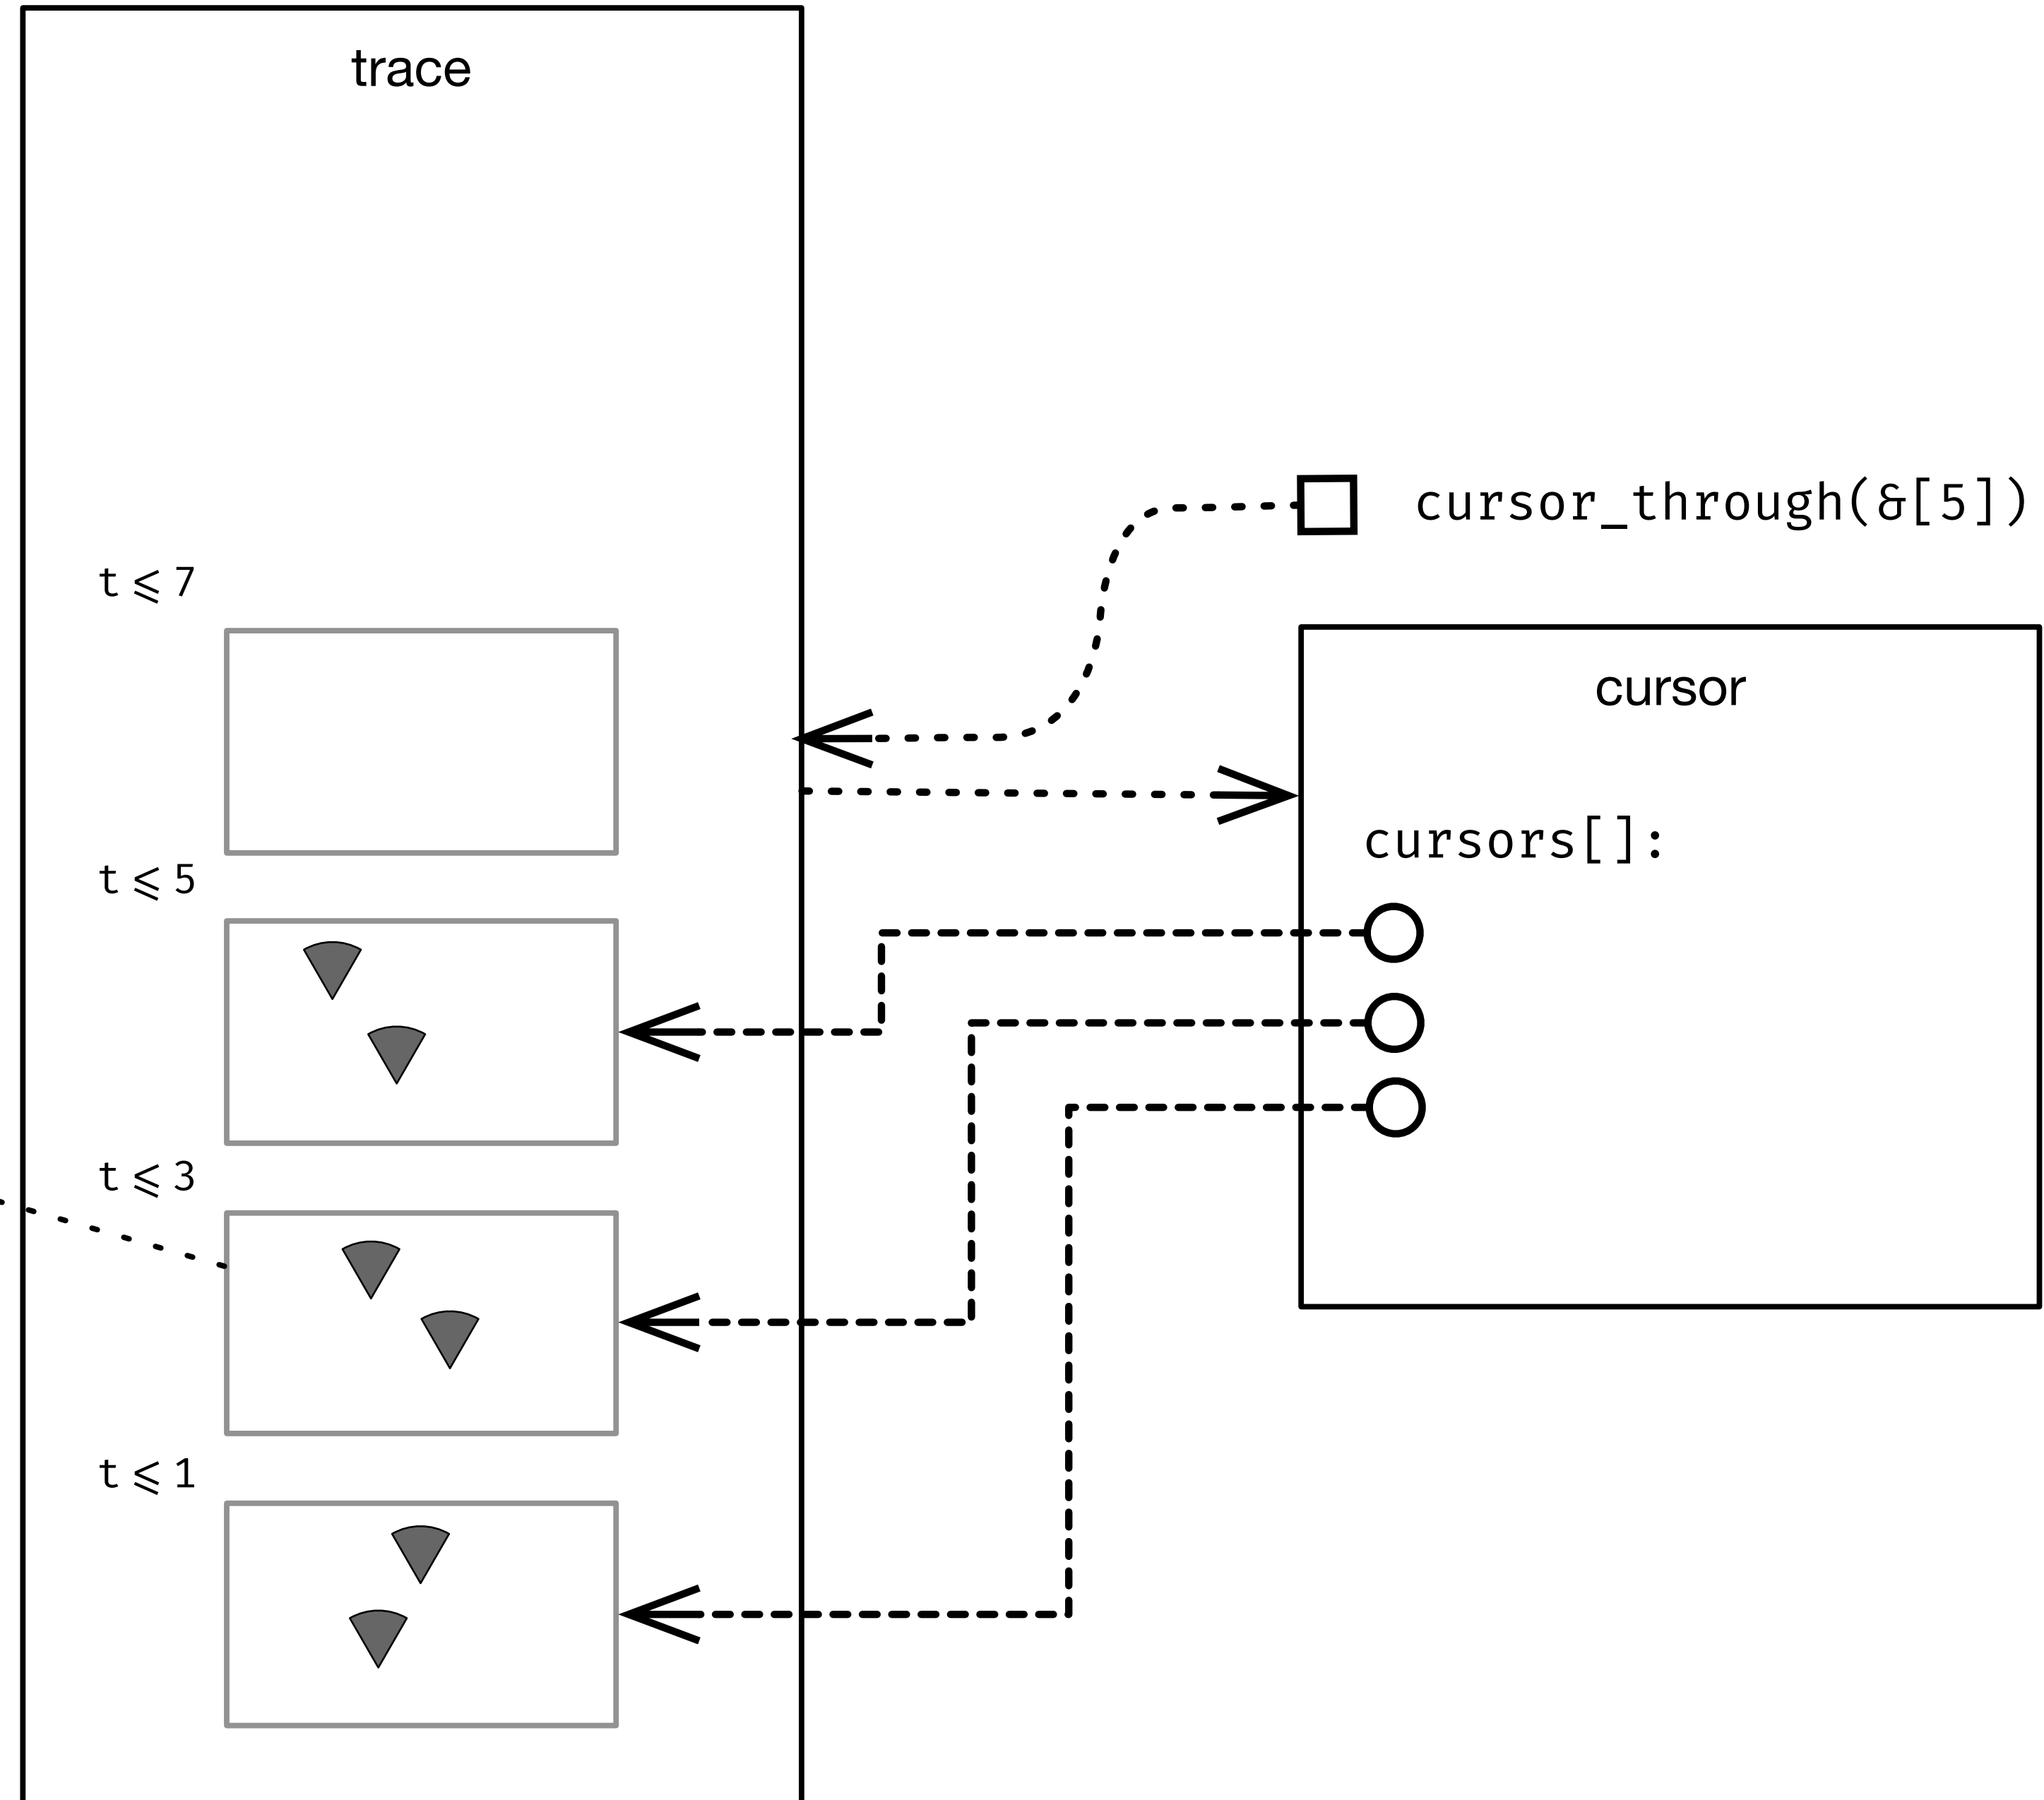 trace
cursor_through(&[5])
t ⩽ 7
cursor
cursors[]:
t ⩽ 5
t ⩽ 3
t ⩽ 1